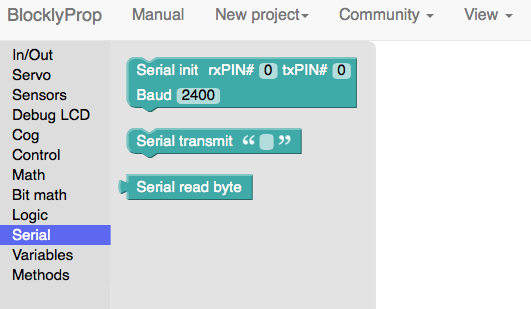 BlocklyProp Manual New project Community View
In/Out
Servo
Sensors
Debug LCD
Cog
Control
Math
Bit math
Logic
Serial
Variables
Methods
Serial init rxPIN# 0 txPIN# 0
Baud 2400
Serial transmit “ ”
Serial read byte